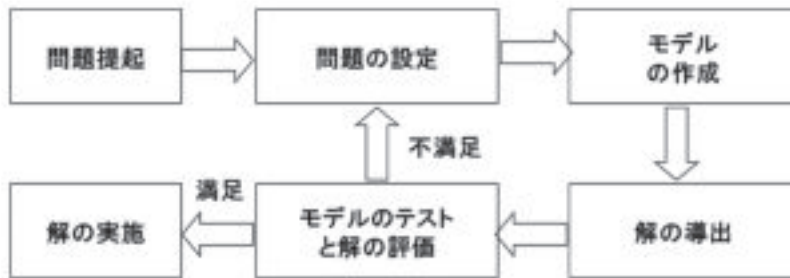 問題提起
問題の設定
モデル
の作成
不満足
満足
解の実施
モデルのテスト
と解の評価
解の導出